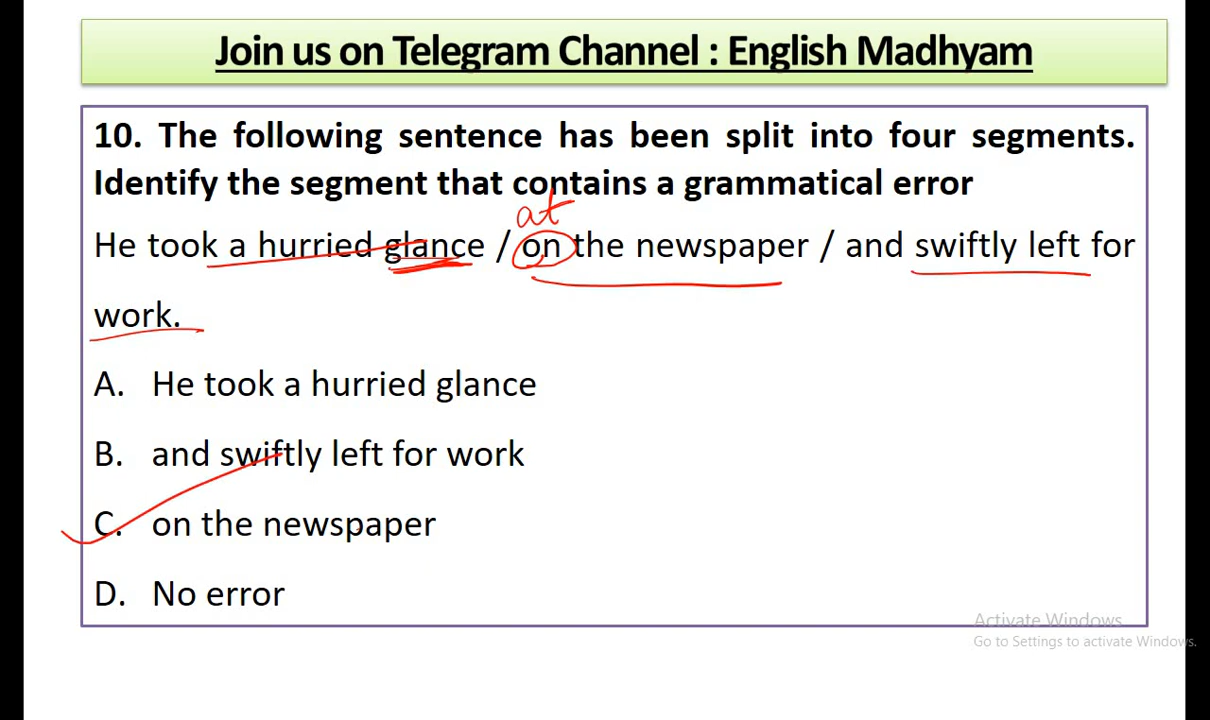 Join us on Telegram Channel : English Madhyam
10. The following sentence has been split into four segments.
Identify the segment that contains a grammatical error
at
He took a hurried glance / on the newspaper / and swiftly left for
work.
A. He took a hurried glance
B. and swiftly left for work
C. on the newspaper
D. No error
Activate Windows
Go to Settings to activate Windows.